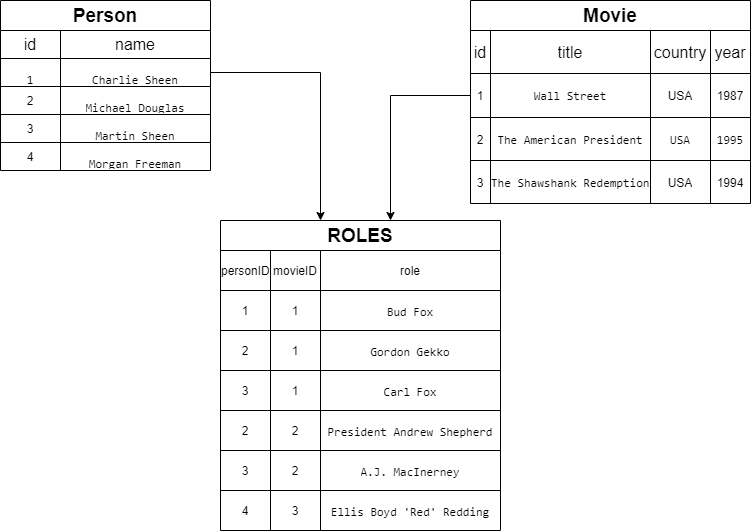 Person
id name
1 Charlie Sheen
2 Michael Douglas
3 Martin Sheen
4 Morgan Freeman
Movie
id title country year
1 Wall Street USA 1987
2 The American President USA 1995
3 The Shawshank Redemption USA 1994
ROLES
personID movieID role
1 1 Bud Fox
2 1 Gordon Gekko
3 1 Carl Fox
2 2 President Andrew Shepherd
3 2 A.J. MacInerney
4 3 Ellis Boyd 'Red' Redding